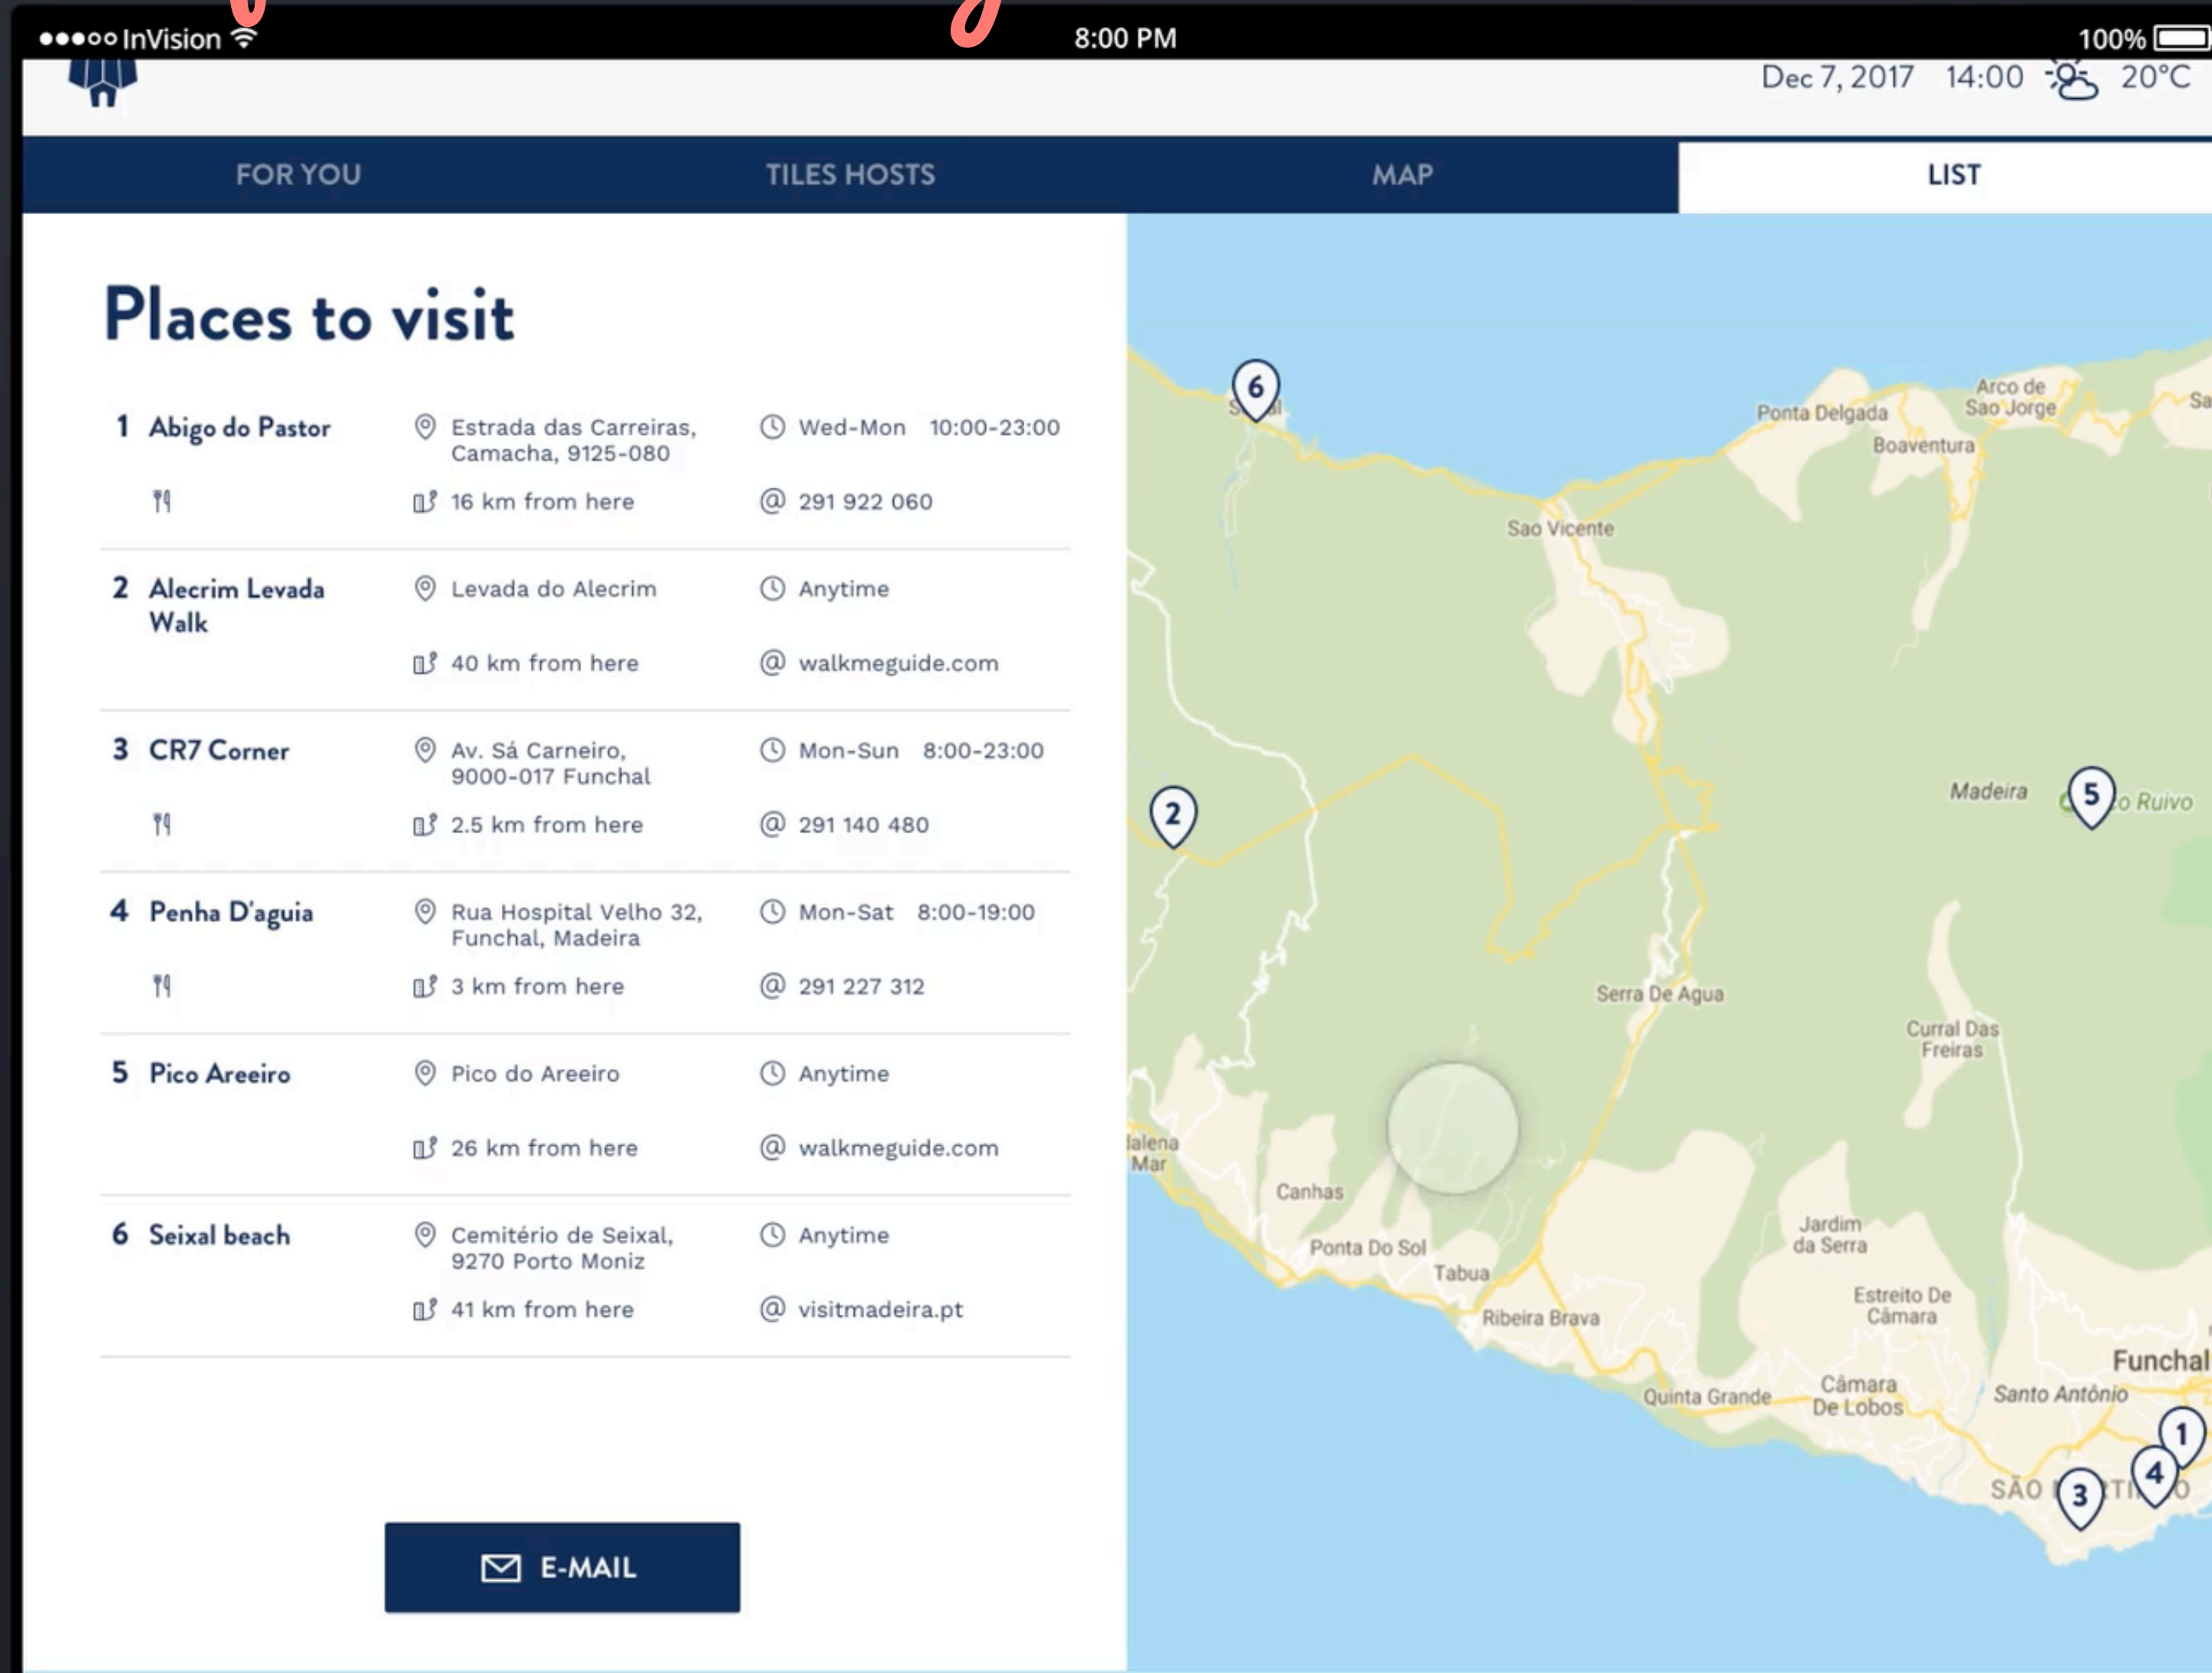 InVision
8:00 PM
100%
Dec 7, 2017 14:00 20°C
FOR YOU
TILES HOSTS
MAP
LIST
Places to visit
1 Abigo do Pastor
Estrada das Carreiras,
Camacha, 9125-080
Wed-Mon 10:00-23:00
16 km from here
@ 291 922 060
2 Alecrim Levada
Walk
Levada do Alecrim
Anytime
40 km from here
@ walkmeguide.com
3 CR7 Corner
Av. Sá Carneiro,
9000-017 Funchal
Mon-Sun 8:00-23:00
2.5 km from here
@ 291 140 480
4 Penha D'aguia
Rua Hospital Velho 32,
Funchal, Madeira
Mon-Sat 8:00-19:00
3 km from here
@ 291 227 312
5 Pico Areeiro
Pico do Areeiro
Anytime
26 km from here
@ walkmeguide.com
6 Seixal beach
Cemitério de Seixal,
9270 Porto Moniz
Anytime
41 km from here
@ visitmadeira.pt
E-MAIL
6
Ponta Delgada
Arco de
Sao Jorge
Boaventura
Sao Vicente
2
Madeira
5
Ruivo
Serra De Agua
Curral Das
Freiras
Mar
Canhas
Ponta Do Sol
Tabua
Ribeira Brava
Jardim
da Serra
Estreito De
Câmara
Quinta Grande
Câmara
De Lobos
Funchal
Santo António
1
4
3
SÃO